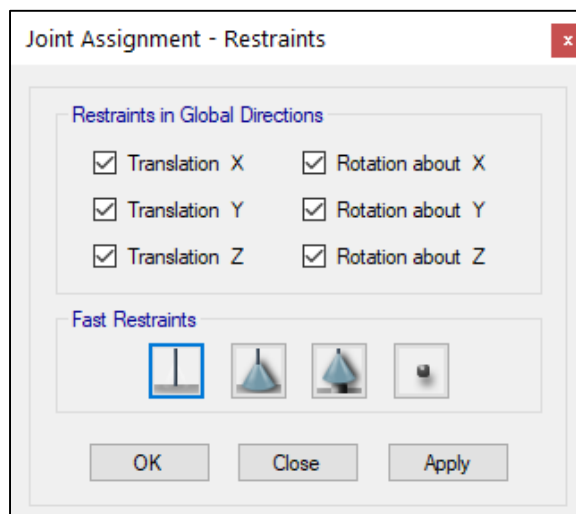 Joint Assignment - Restraints
x
Restraints in Global Directions
Translation X
Rotation about X
Translation Y
Rotation about Y
Translation Z
Rotation about Z
Fast Restraints
OK
Close
Apply